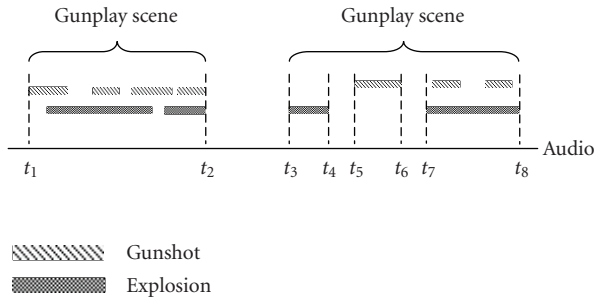 Gunplay scene Gunplay scene
Audio
t1 t2 t3 t4 t5 t6 t7 t8
Gunshot
Explosion